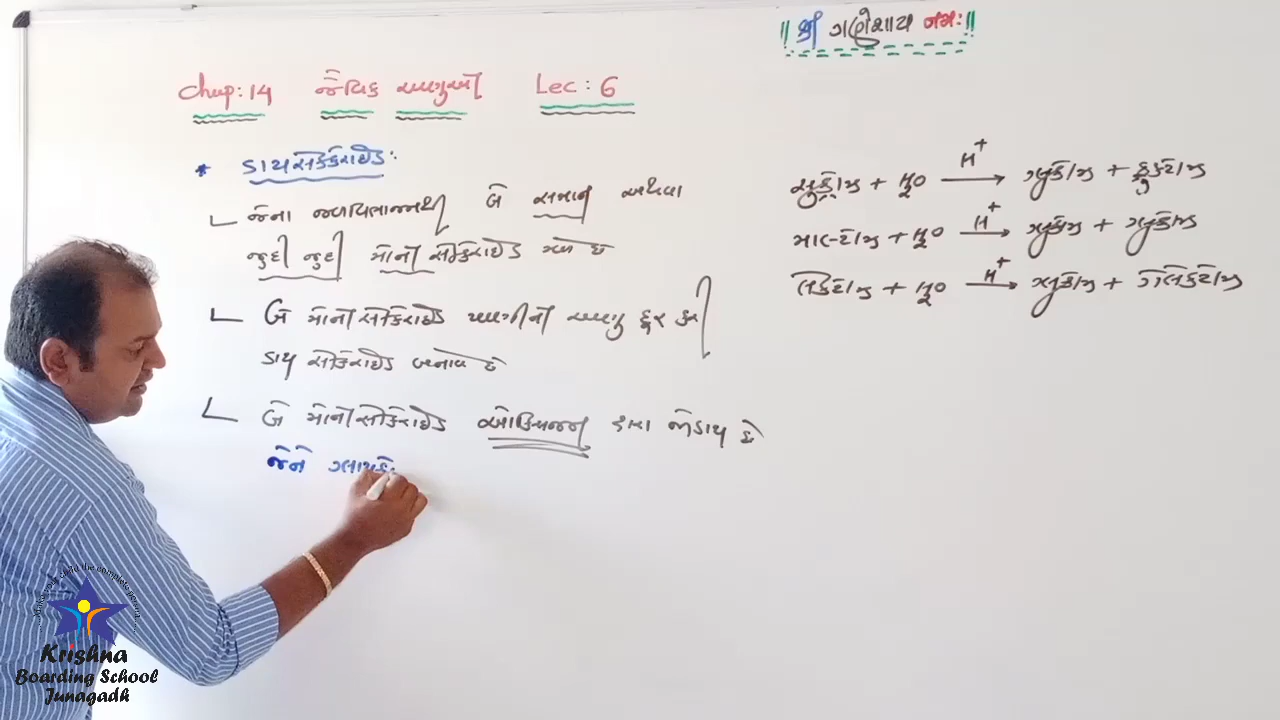 || શ્રી ગણેશાય નમઃ ||
Chap: 14 જૈવિક અણુઓ Lec: 6
* ડાયસેકેરાઈડ:
જેના જળવિભાજનથી બે સમાન અથવા
જુદી જુદી મોનો સેકેરાઈડ મળે છે
બે મોનોસેકેરાઈડ પાણીનો અણુ દૂર કરી
ડાય સેકેરાઈડ બનાવે છે
બે મોનોસેકેરાઈડ ઓક્સિજન દ્વારા જોડાય છે
જેને ગ્લાયકો
સુક્રોઝ + H₂O H⁺ → ગ્લુકોઝ + ફ્રુક્ટોઝ
માલ્ટોઝ + H₂O H⁺ → ગ્લુકોઝ + ગ્લુકોઝ
લેક્ટોઝ + H₂O H⁺ → ગ્લુકોઝ + ગેલેક્ટોઝ
Krishna
Boarding School
Junagadh